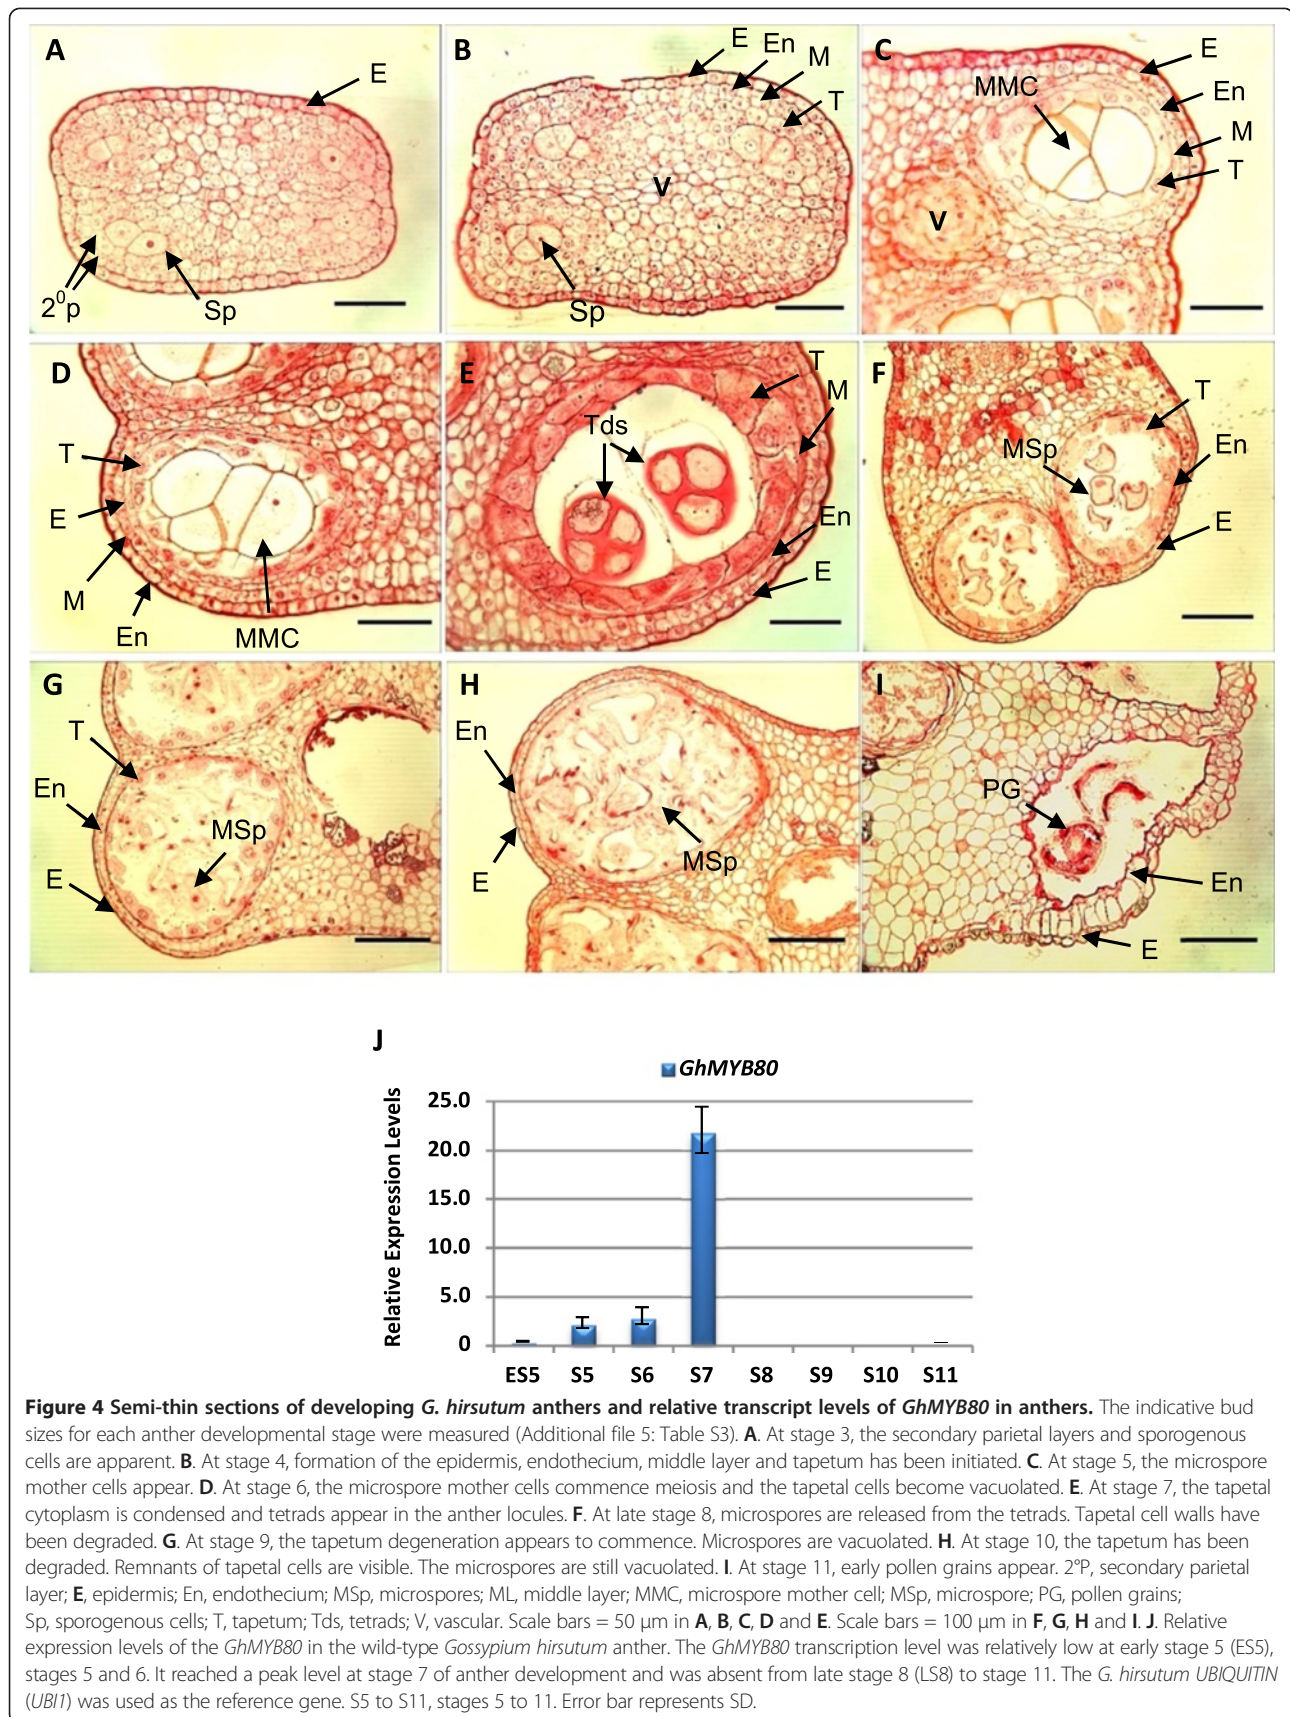 A
E
2⁰p
Sp
B
E
En
M
T
V
Sp
C
MMC
E
En
M
T
V
D
T
E
M
En
MMC
E
Tds
T
M
En
E
F
MSp
T
En
E
G
T
En
E
MSp
H
En
E
MSp
I
PG
En
E
J
GhMYB80
Relative Expression Levels
25.0
20.0
15.0
10.0
5.0
0
ES5 S5 S6 S7 S8 S9 S10 S11
Figure 4 Semi-thin sections of developing G. hirsutum anthers and relative transcript levels of GhMYB80 in anthers. The indicative bud
sizes for each anther developmental stage were measured (Additional file 5: Table S3). A. At stage 3, the secondary parietal layers and sporogenous
cells are apparent. B. At stage 4, formation of the epidermis, endothecium, middle layer and tapetum has been initiated. C. At stage 5, the microspore
mother cells appear. D. At stage 6, the microspore mother cells commence meiosis and the tapetal cells become vacuolated. E. At stage 7, the tapetal
cytoplasm is condensed and tetrads appear in the anther locules. F. At late stage 8, microspores are released from the tetrads. Tapetal cell walls have
been degraded. G. At stage 9, the tapetum degeneration appears to commence. Microspores are vacuolated. H. At stage 10, the tapetum has been
degraded. Remnants of tapetal cells are visible. The microspores are still vacuolated. I. At stage 11, early pollen grains appear. 2°P, secondary parietal
layer; E, epidermis; En, endothecium; MSp, microspores; ML, middle layer; MMC, microspore mother cell; MSp, microspore; PG, pollen grains;
Sp, sporogenous cells; T, tapetum; Tds, tetrads; V, vascular. Scale bars = 50 μm in A, B, C, D and E. Scale bars = 100 μm in F, G, H and I. J. Relative
expression levels of the GhMYB80 in the wild-type Gossypium hirsutum anther. The GhMYB80 transcription level was relatively low at early stage 5 (ES5),
stages 5 and 6. It reached a peak level at stage 7 of anther development and was absent from late stage 8 (LS8) to stage 11. The G. hirsutum UBIQUITIN
(UBI1) was used as the reference gene. S5 to S11, stages 5 to 11. Error bar represents SD.